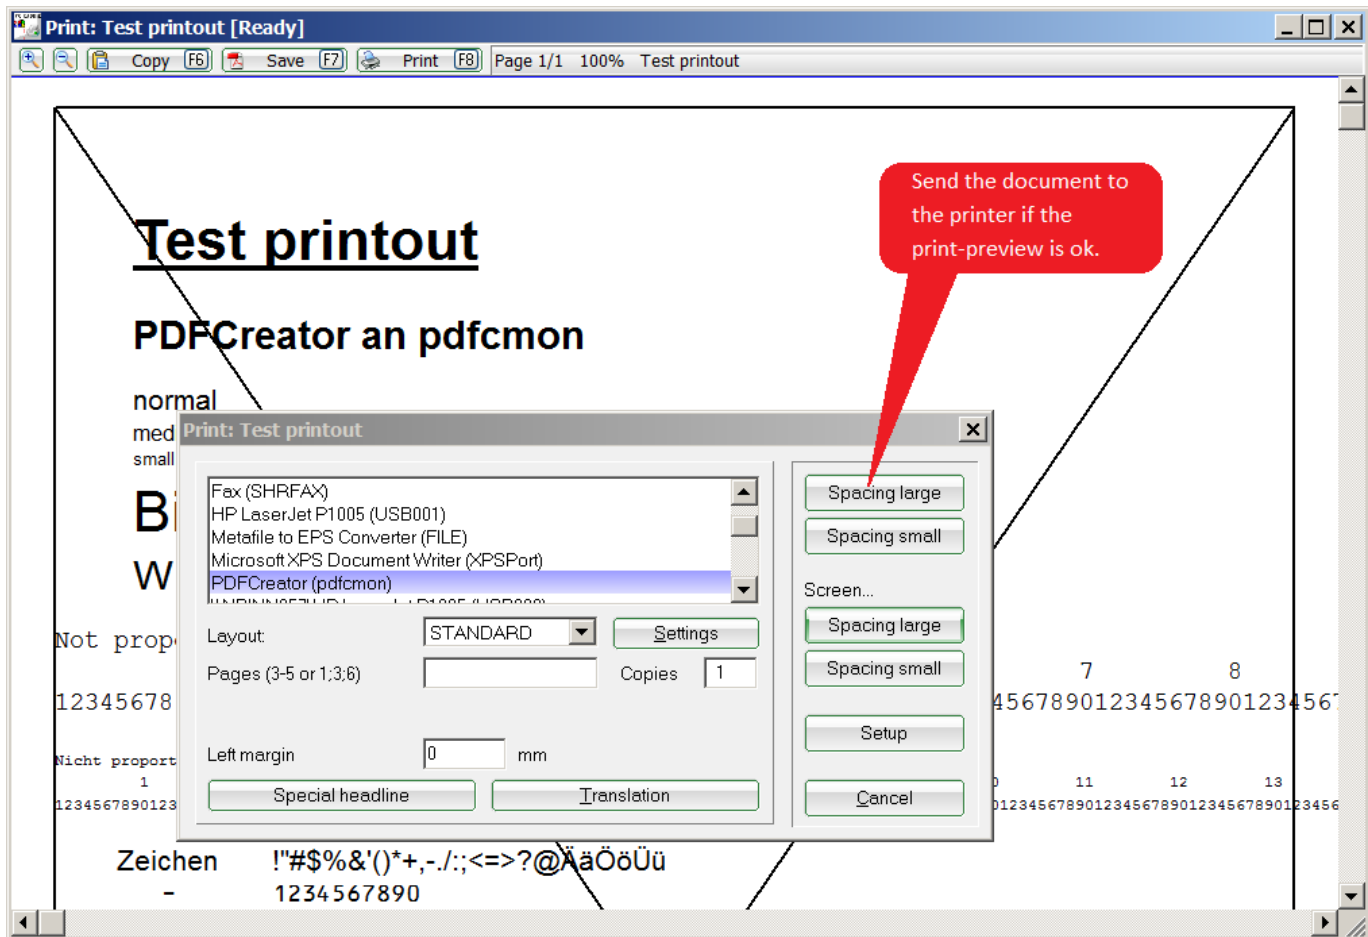 Print: Test printout [Ready]
Copy F6 Save F7 Print F8 Page 1/1 100% Test printout
Send the document to
the printer if the
print-preview is ok.
Test printout
PDFCreator an pdfcmon
normal
med
small
Bi
W
Not prop
7 8
12345678 4567890123456789012345678901234567
Nicht proport
1 11 12 13
1234567890123
Print: Test printout
Fax (SHRFAX)
HP LaserJet P1005 (USB001)
Metafile to EPS Converter (FILE)
Microsoft XPS Document Writer (XPSPort)
PDFCreator (pdfcmon)
Layout: STANDARD Settings
Pages (3-5 or 1;3;6) Copies 1
Left margin 0 mm
Special headline Translation
Spacing large
Spacing small
Screen...
Spacing large
Spacing small
Setup
Cancel
Zeichen !"#$%&'()*+,-./:;<=>?@ÄäÖöÜü
- 1234567890